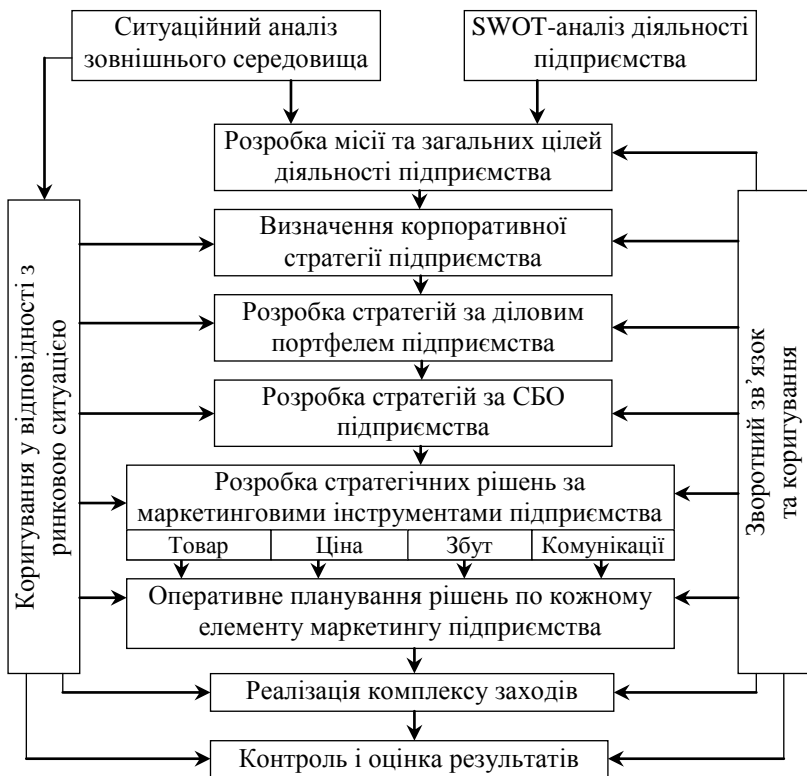 Ситуаційний аналіз
зовнішнього середовища
SWOT-аналіз діяльності
підприємства
Розробка місії та загальних цілей
діяльності підприємства
Визначення корпоративної
стратегії підприємства
Розробка стратегій за діловим
портфелем підприємства
Розробка стратегій за СБО
підприємства
Розробка стратегічних рішень за
маркетинговими інструментами підприємства
Товар
Ціна
Збут
Комунікації
Оперативне планування рішень по кожному
елементу маркетингу підприємства
Реалізація комплексу заходів
Контроль і оцінка результатів
Коригування у відповідності з
ринковою ситуацією
Зворотний зв’язок
та коригування